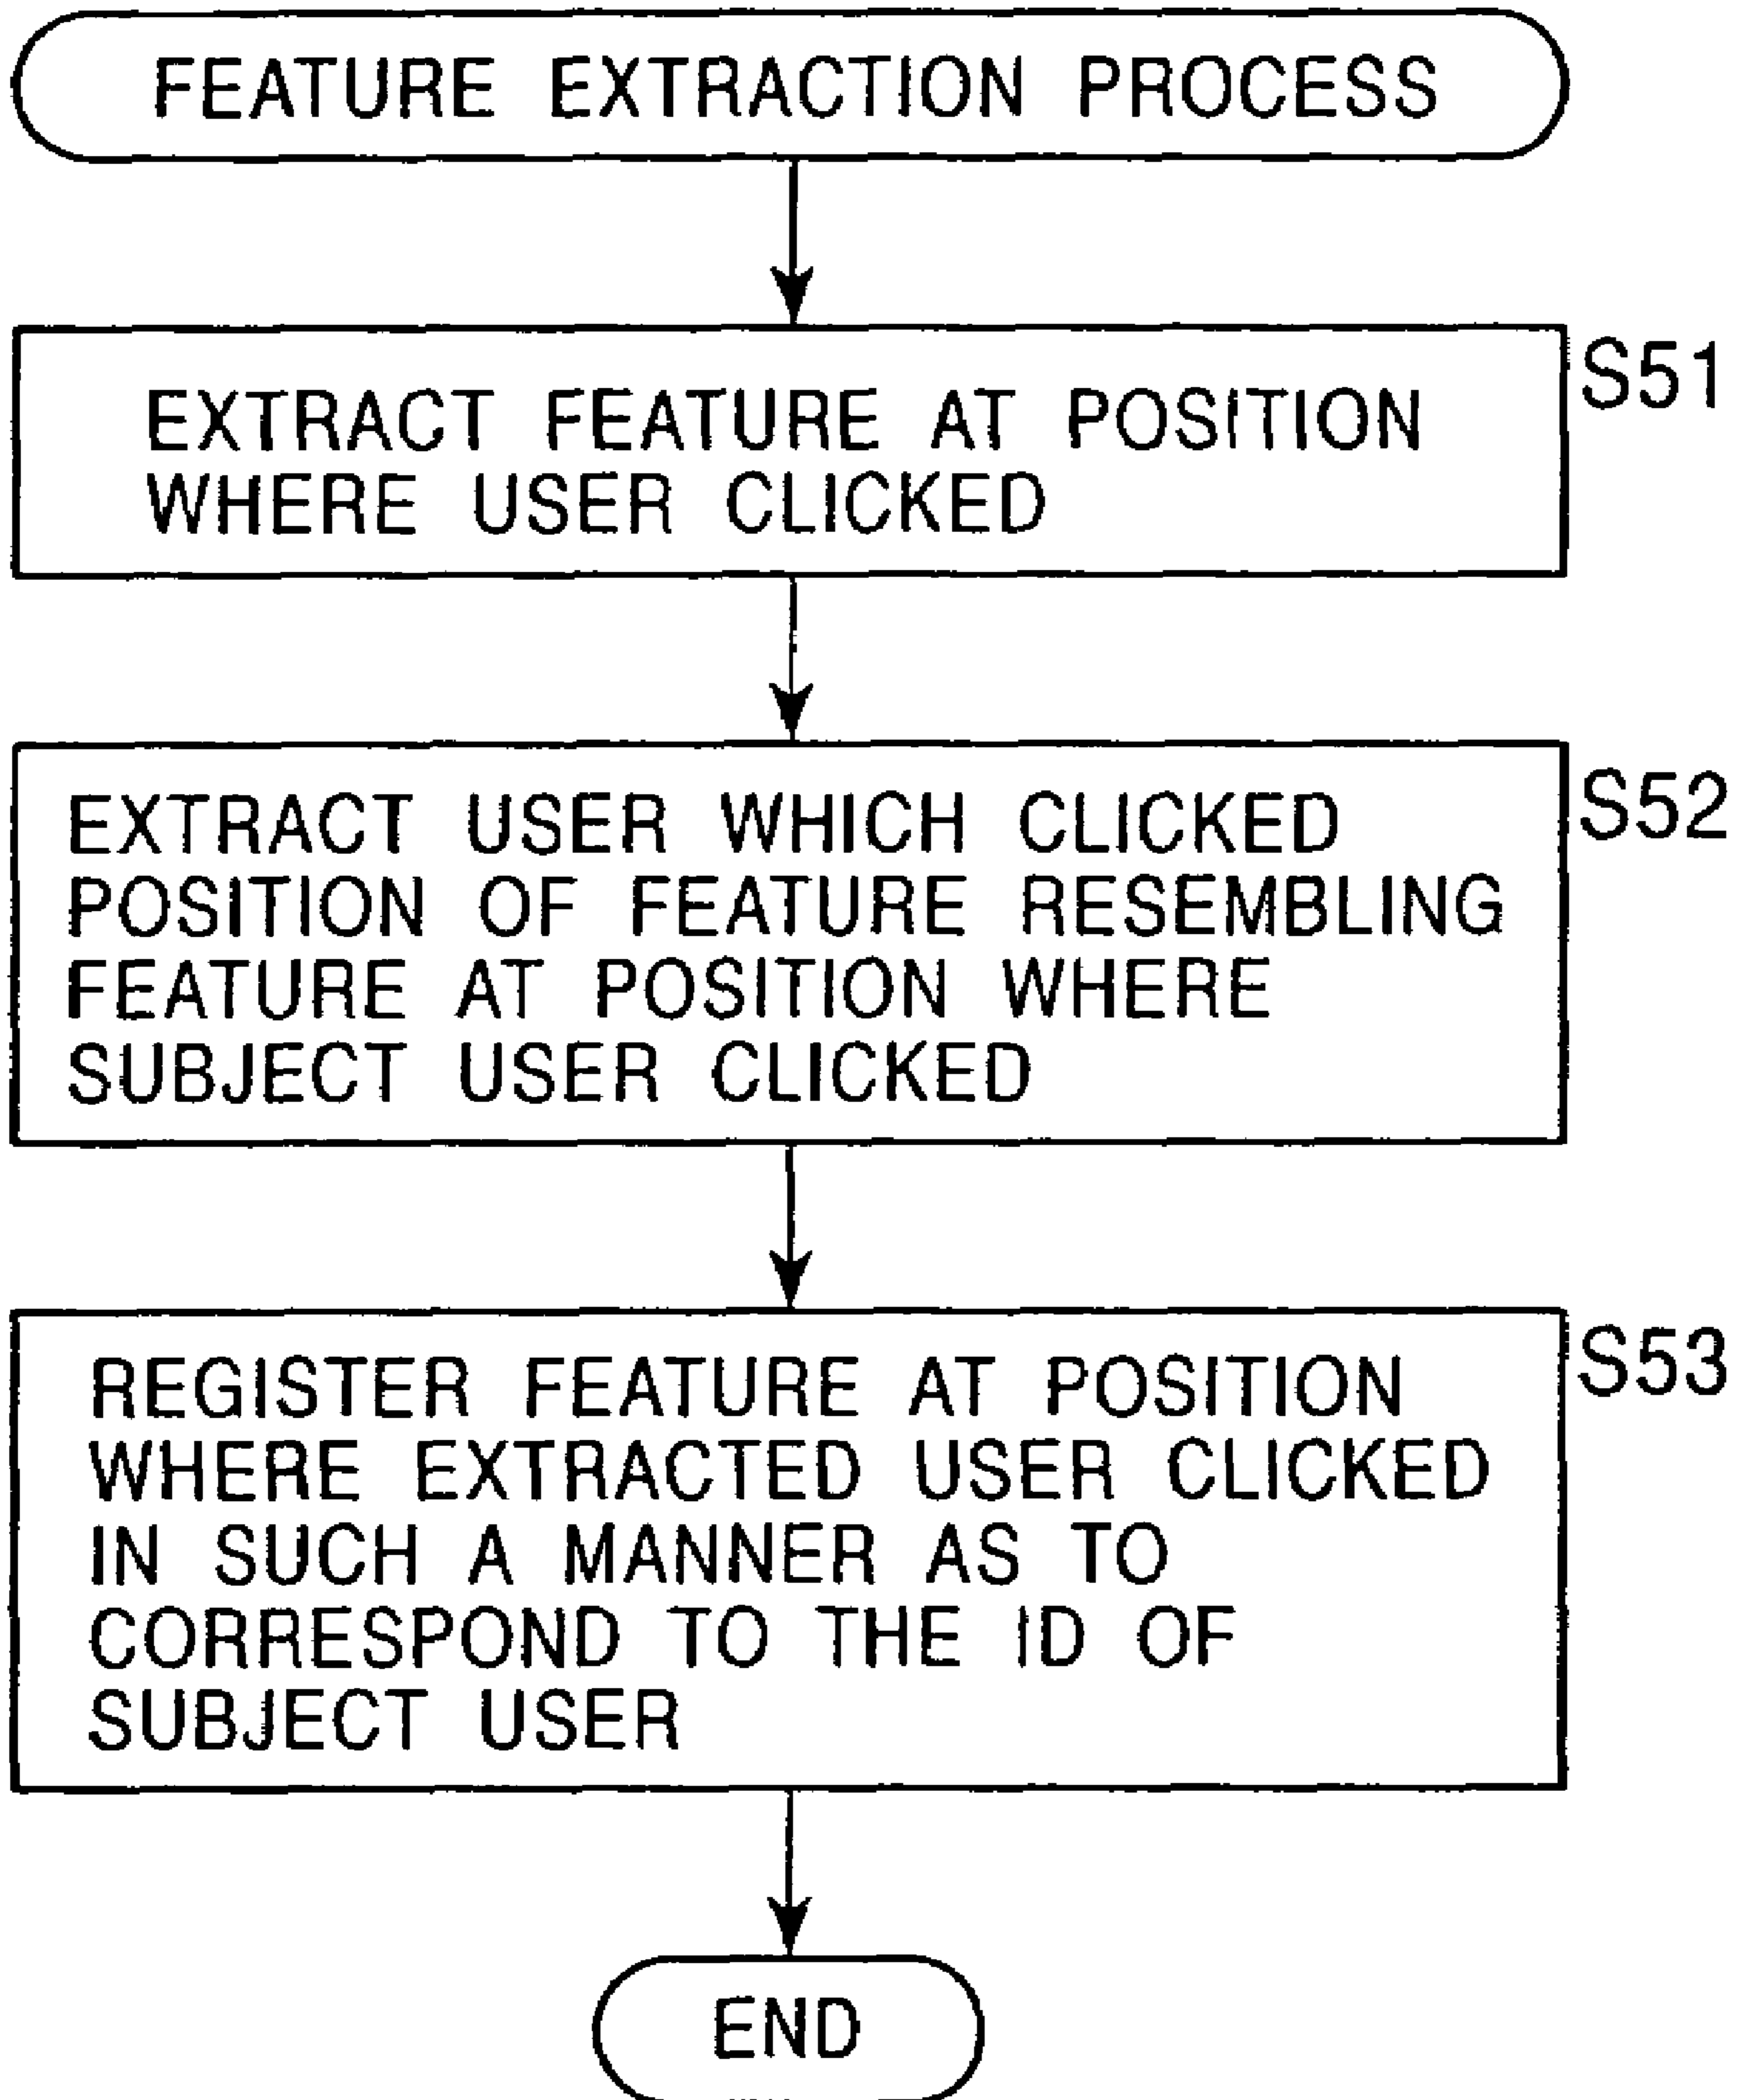 FEATURE EXTRACTION PROCESS
S51
EXTRACT FEATURE AT POSITION
WHERE USER CLICKED
S52
EXTRACT USER WHICH CLICKED
POSITION OF FEATURE RESEMBLING
FEATURE AT POSITION WHERE
SUBJECT USER CLICKED
S53
REGISTER FEATURE AT POSITION
WHERE EXTRACTED USER CLICKED
IN SUCH A MANNER AS TO
CORRESPOND TO THE ID OF
SUBJECT USER
END